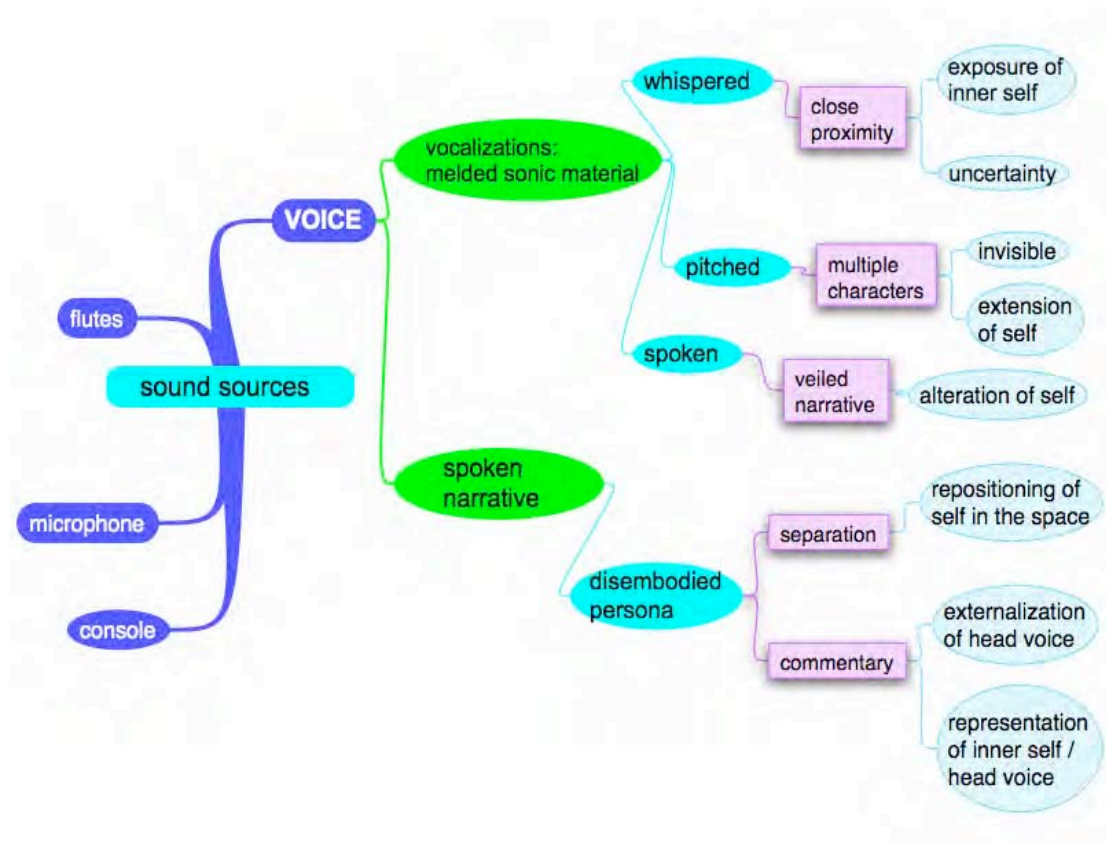 sound sources
flutes
microphone
console
VOICE
vocalizations:
melded sonic material
whispered
close
proximity
exposure of
inner self
uncertainty
pitched
multiple
characters
invisible
extension
of self
spoken
veiled
narrative
alteration of self
spoken
narrative
disembodied
persona
separation
repositioning of
self in the space
commentary
externalization
of head voice
representation
of inner self /
head voice